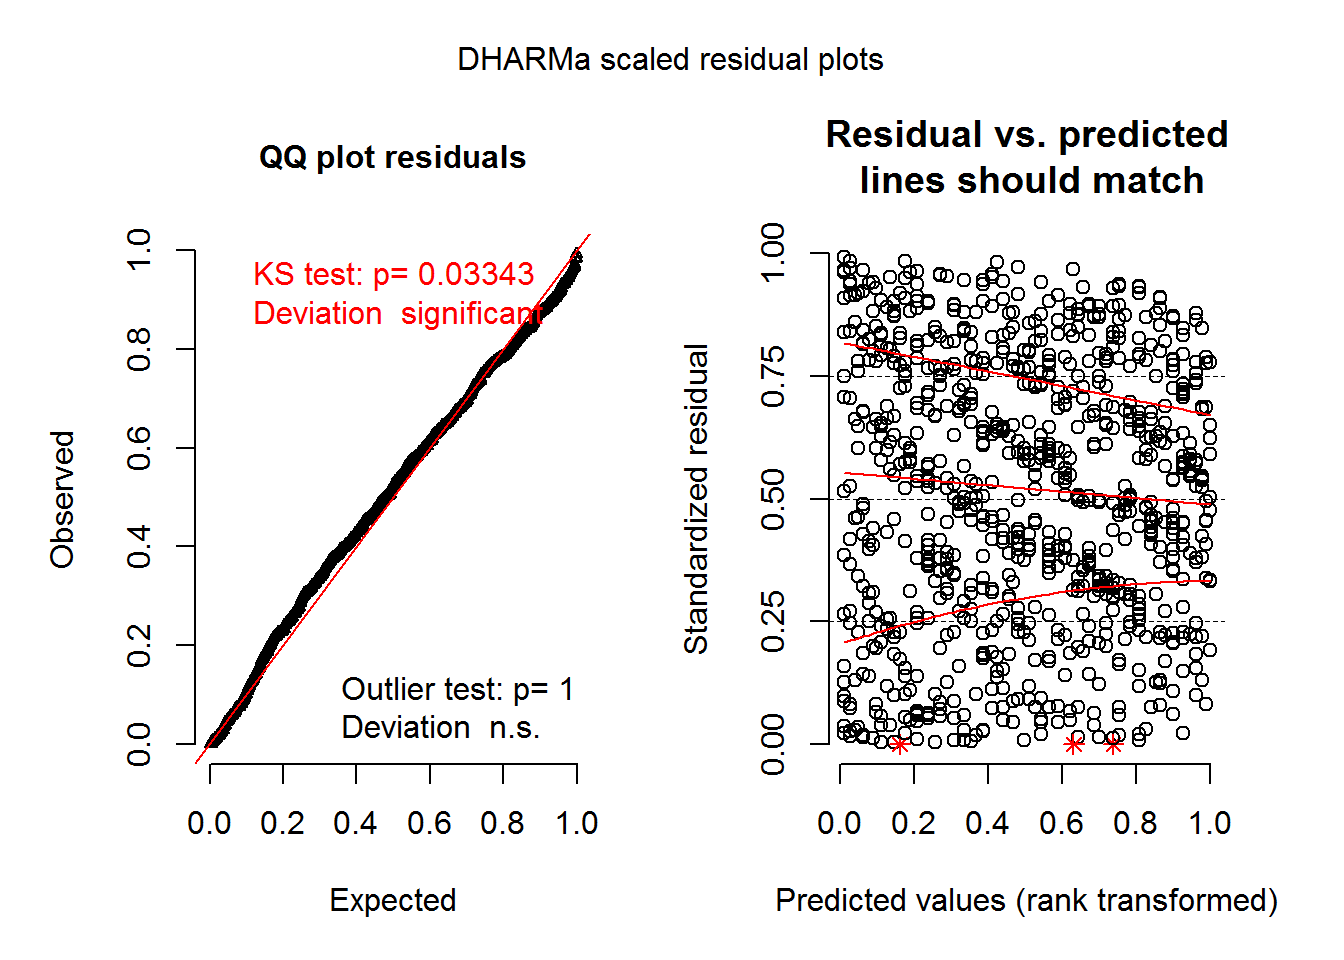 DHARMa scaled residual plots
QQ plot residuals
KS test: p= 0.03343
Deviation  significant
Outlier test: p= 1
Deviation  n.s.
Observed
0.0 0.2 0.4 0.6 0.8 1.0
0.0 0.2 0.4 0.6 0.8 1.0
Expected
Residual vs. predicted
lines should match
Standardized residual
0.00 0.25 0.50 0.75 1.00
0.0 0.2 0.4 0.6 0.8 1.0
Predicted values (rank transformed)